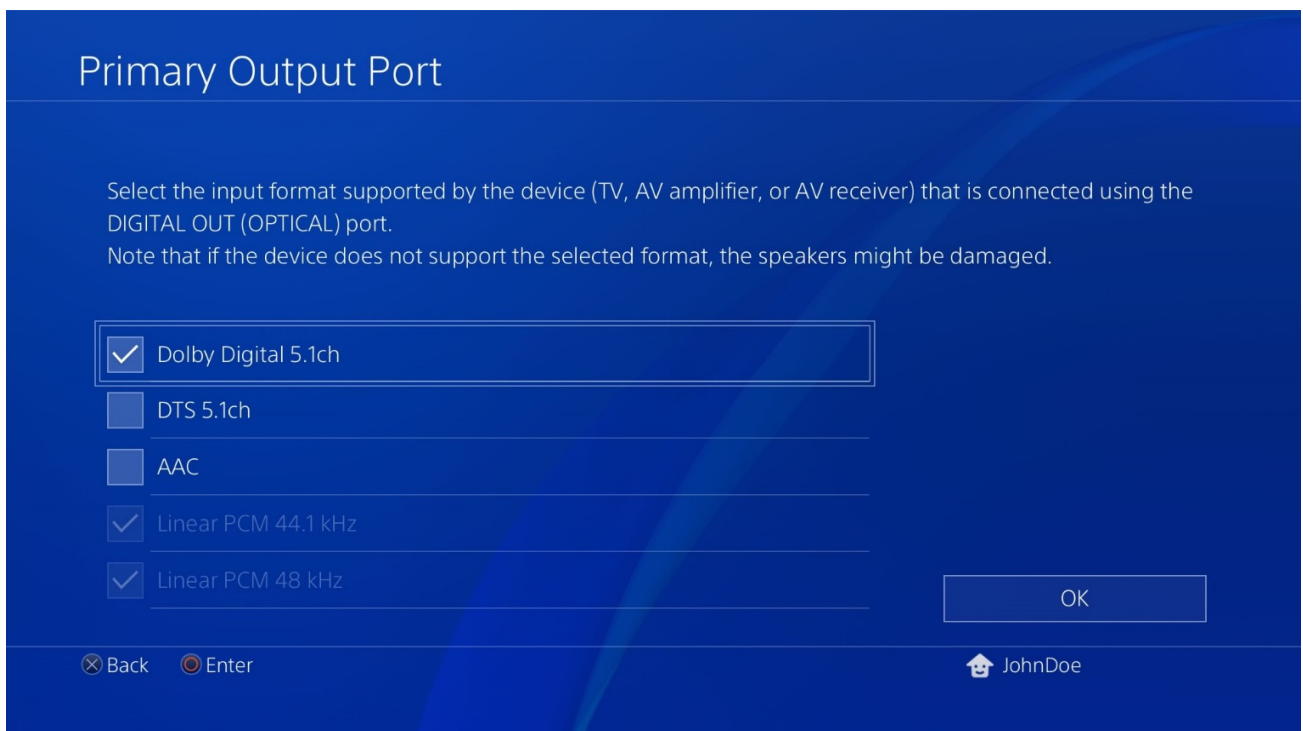 Primary Output Port
Select the input format supported by the device (TV, AV amplifier, or AV receiver) that is connected using the
DIGITAL OUT (OPTICAL) port.
Note that if the device does not support the selected format, the speakers might be damaged.
Dolby Digital 5.1ch
DTS 5.1ch
AAC
Linear PCM 44.1 kHz
Linear PCM 48 kHz
OK
Back Enter JohnDoe